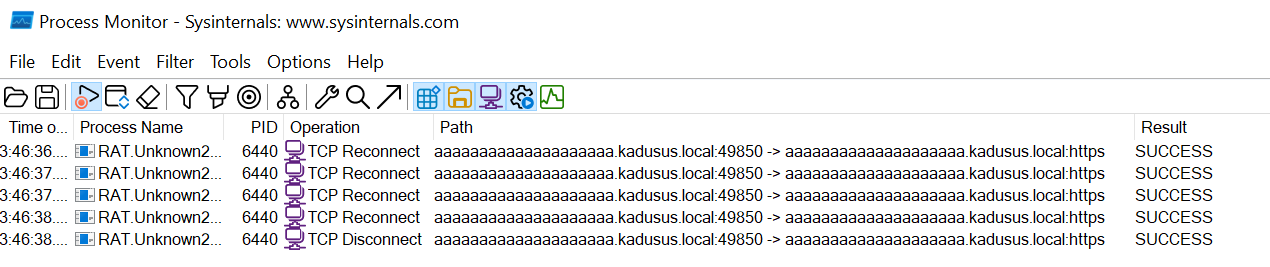 Process Monitor - Sysinternals: www.sysinternals.com
File Edit Event Filter Tools Options Help
Time o... Process Name PID Operation Path Result
3:46:36.... RAT.Unknown2... 6440 TCP Reconnect aaaaaaaaaaaaaaaaaaaa.kadusus.local:49850 -> aaaaaaaaaaaaaaaaaaaa.kadusus.local:https SUCCESS
3:46:37.... RAT.Unknown2... 6440 TCP Reconnect aaaaaaaaaaaaaaaaaaaa.kadusus.local:49850 -> aaaaaaaaaaaaaaaaaaaa.kadusus.local:https SUCCESS
3:46:37.... RAT.Unknown2... 6440 TCP Reconnect aaaaaaaaaaaaaaaaaaaa.kadusus.local:49850 -> aaaaaaaaaaaaaaaaaaaa.kadusus.local:https SUCCESS
3:46:38.... RAT.Unknown2... 6440 TCP Reconnect aaaaaaaaaaaaaaaaaaaa.kadusus.local:49850 -> aaaaaaaaaaaaaaaaaaaa.kadusus.local:https SUCCESS
3:46:38.... RAT.Unknown2... 6440 TCP Disconnect aaaaaaaaaaaaaaaaaaaa.kadusus.local:49850 -> aaaaaaaaaaaaaaaaaaaa.kadusus.local:https SUCCESS